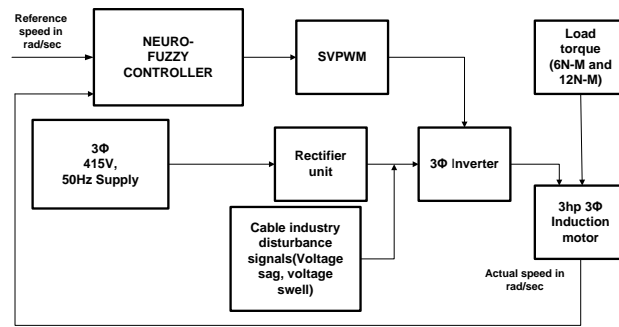 Reference
speed in
rad/sec
NEURO-
FUZZY
CONTROLLER
SVPWM
Load
torque
(6N-M and
12N-M)
3Φ
415V,
50Hz Supply
Rectifier
unit
3Φ Inverter
Cable industry
disturbance
signals(Voltage
sag, voltage
swell)
3hp 3Φ
Induction
motor
Actual speed in
rad/sec